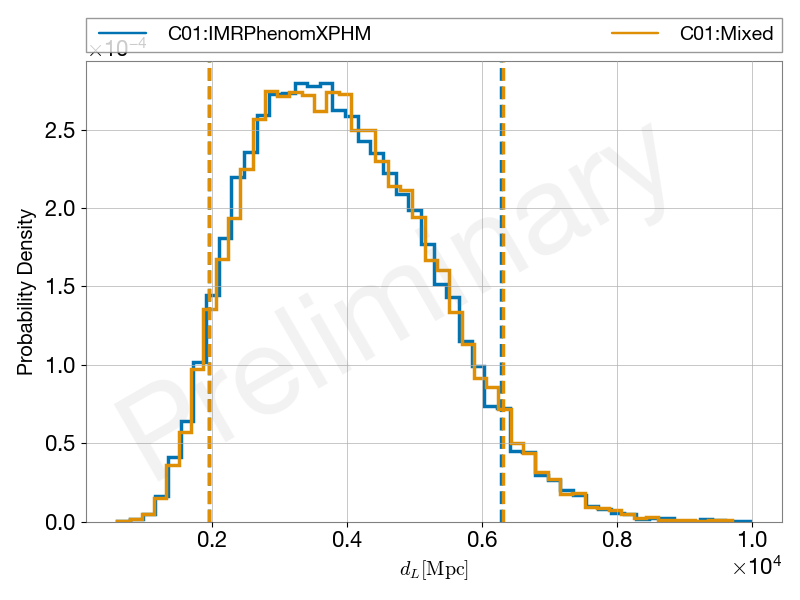 C01:IMRPhenomXPHM C01:Mixed
×10⁻⁴
2.5
2.0
1.5
1.0
0.5
0.0
Probability Density
Preliminary
0.2 0.4 0.6 0.8 1.0
×10⁴
d_L[Mpc]